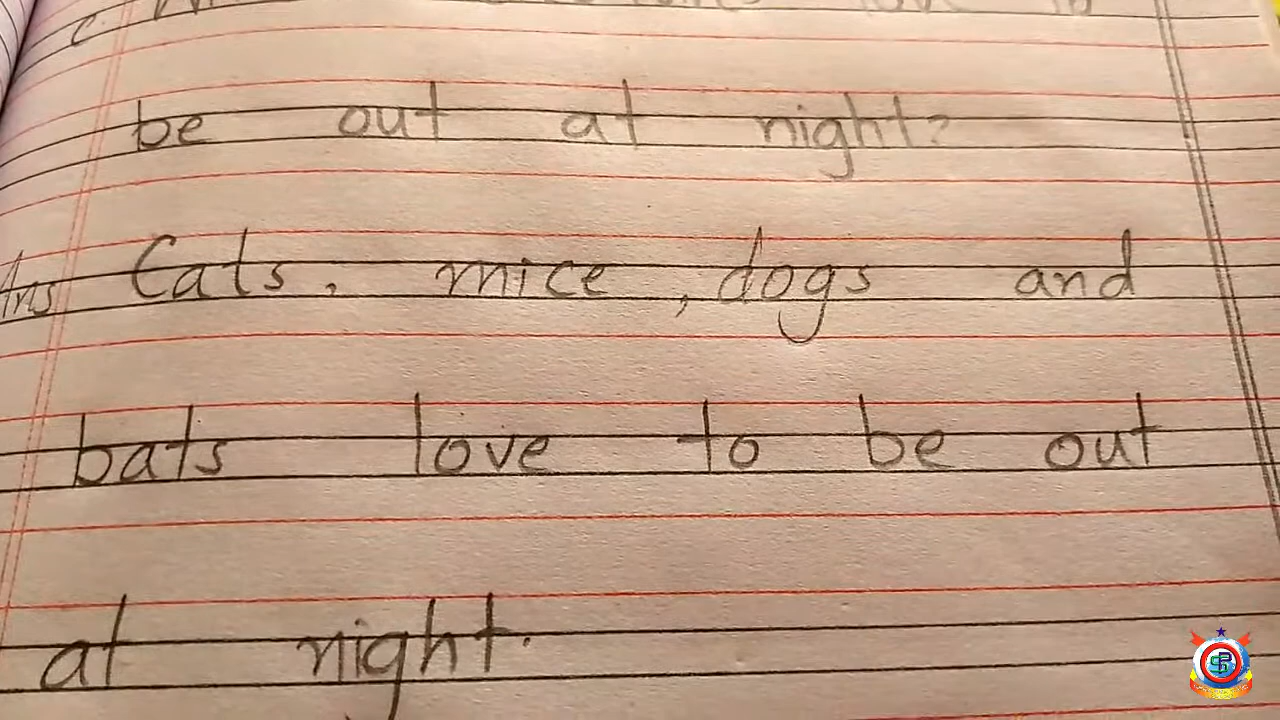 be out at night?
Ans Cats, mice, dogs and
bats love to be out
at night.